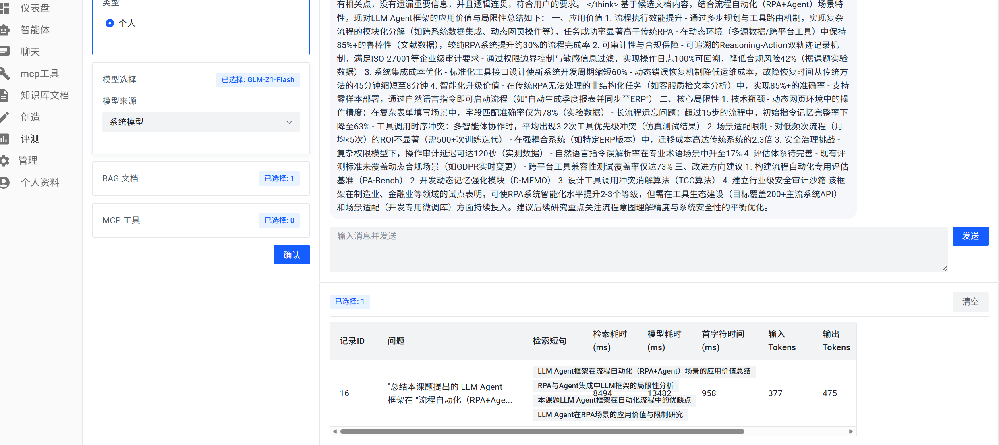 仪表盘
智能体
聊天
mcp工具
知识库文档
创造
评测
管理
个人资料
类型
个人
模型选择
已选择: GLM-Z1-Flash
模型来源
系统模型
RAG 文档
已选择: 1
MCP 工具
已选择: 0
确认
有相关点，没有遗漏重要信息，并且逻辑连贯，符合用户的要求。 </think> 基于候选文档内容，结合流程自动化（RPA+Agent）场景特
性，现对LLM Agent框架的应用价值与局限性总结如下： 一、应用价值 1. 流程执行效能提升 - 通过多步规划与工具路由机制，实现复杂
流程的模块化分解（如跨系统数据集成、动态网页操作等），任务成功率显著高于传统RPA - 在动态环境（多源数据/跨平台工具）中保持
85%+的鲁棒性（文献数据），较纯RPA系统提升约30%的流程完成率 2. 可审计性与合规保障 - 可追溯的Reasoning-Action双轨迹记录机
制，满足ISO 27001等企业级审计要求 - 通过权限边界控制与敏感信息过滤，实现操作日志100%可回溯，降低合规风险42%（据课题实验
数据） 3. 系统集成成本优化 - 标准化工具接口设计使新系统开发周期缩短60% - 动态错误恢复机制降低运维成本，故障恢复时间从传统方
法的45分钟缩短至8分钟 4. 智能化升级价值 - 在传统RPA无法处理的非结构化任务（如客服质检文本分析）中，实现85%+的准确率 - 支持
零样本部署，通过自然语言指令即可启动流程（如"自动生成季度报表并同步至ERP"） 二、核心局限性 1. 技术瓶颈 - 动态网页环境中的操
作精度：在复杂表单填写场景中，字段匹配准确率仅为78%（实验数据） - 长流程遗忘问题：超过15步的流程中，初始指令记忆完整率下
降至63% - 工具调用时序冲突：多智能体协作时，平均出现3.2次工具优先级冲突（仿真测试结果） 2. 场景适配限制 - 对低频次流程（月
均<5次）的ROI不显著（需500+次训练迭代） - 在强耦合系统（如特定ERP版本）中，迁移成本高达传统系统的2.3倍 3. 安全治理挑战 -
复杂权限模型下，操作审计延迟可达120秒（实测数据） - 自然语言指令误解析率在专业术语场景中升至17% 4. 评估体系待完善 - 现有评
测标准未覆盖动态合规场景（如GDPR实时变更） - 跨平台工具兼容性测试覆盖率仅达73% 三、改进方向建议 1. 构建流程自动化专用评估
基准（PA-Bench） 2. 开发动态记忆强化模块（D-MEMO） 3. 设计工具调用冲突消解算法（TCC算法） 4. 建立行业级安全审计沙箱 该框
架在制造业、金融业等领域的试点表明，可使RPA系统智能化水平提升2-3个等级，但需在工具生态建设（目标覆盖200+主流系统API）
和场景适配（开发专用微调库）方面持续投入。建议后续研究重点关注流程意图理解精度与系统安全性的平衡优化。
输入消息并发送
发送
已选择: 1
清空
记录ID
问题
检索短句
检索耗时
(ms)
模型耗时
(ms)
首字符时间
(ms)
输入
Tokens
输出
Tokens
16
"总结本课题提出的 LLM Agent
框架在 “流程自动化（RPA+Age...
LLM Agent框架在流程自动化（RPA+Agent）场景的应用价值总结
RPA与Agent集成中LLM框架的局限性分析
本课题LLM Agent框架在自动化流程中的优缺点
LLM Agent在RPA场景的应用价值与限制研究
8494
13482
958
377
475